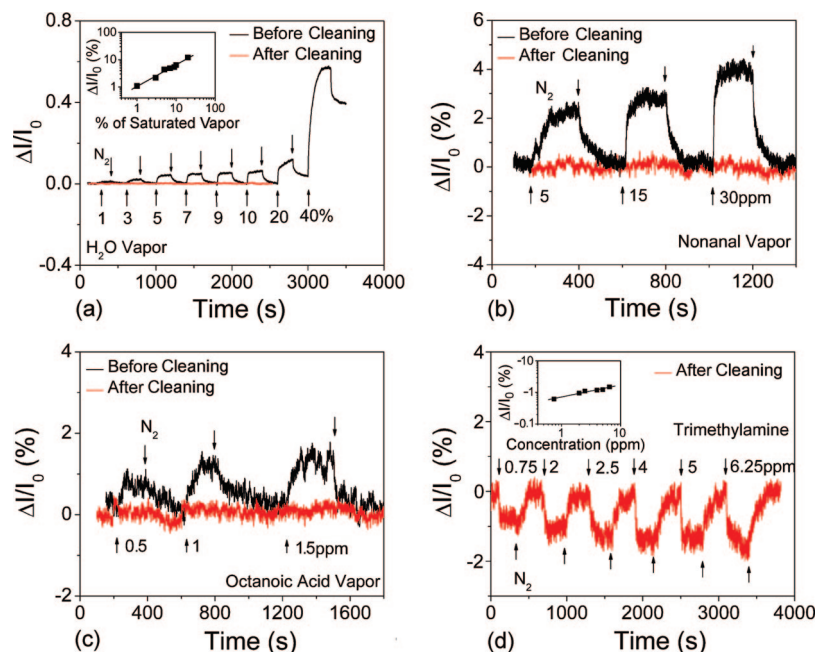 0.8
Before Cleaning
After Cleaning
ΔI/I0 (%)
100
10
1
1 10 100
% of Saturated Vapor
N2
0.4
0.0
-0.4
ΔI/I0
1 3 5 7 9 10 20 40%
H2O Vapor
(a)
0 1000 2000 3000 4000
Time (s)
6
4
2
0
-2
-4
ΔI/I0 (%)
Before Cleaning
After Cleaning
N2
5 15 30ppm
Nonanal Vapor
(b)
0 400 800 1200
Time (s)
4
2
0
-2
ΔI/I0 (%)
Before Cleaning
After Cleaning
N2
0.5 1 1.5ppm
Octanoic Acid Vapor
(c)
0 400 800 1200 1600
Time (s)
4
2
0
-2
-4
ΔI/I0 (%)
ΔI/I0 (%)
-10
-1
-0.1
1 10
Concentration (ppm)
After Cleaning
Trimethylamine
0.75 2 2.5 4 5 6.25ppm
N2
(d)
0 1000 2000 3000 4000
Time (s)